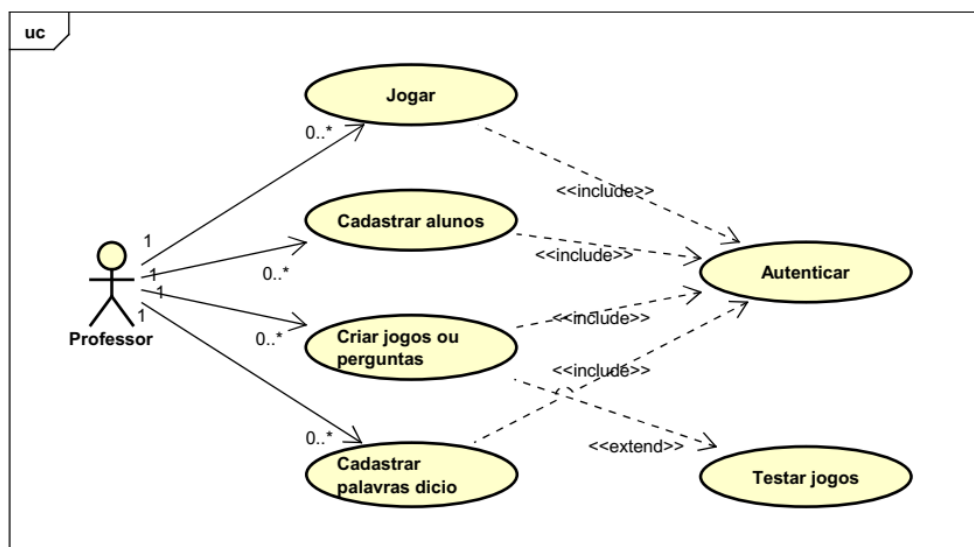 uc
Jogar
0..*
<<include>>
Cadastrar alunos
1
0..*
<<include>>
Autenticar
1
1
Professor
0..*
Criar jogos ou
perguntas
<<include>>
1
<<include>>
0..*
<<extend>>
Cadastrar
palavras dicio
Testar jogos